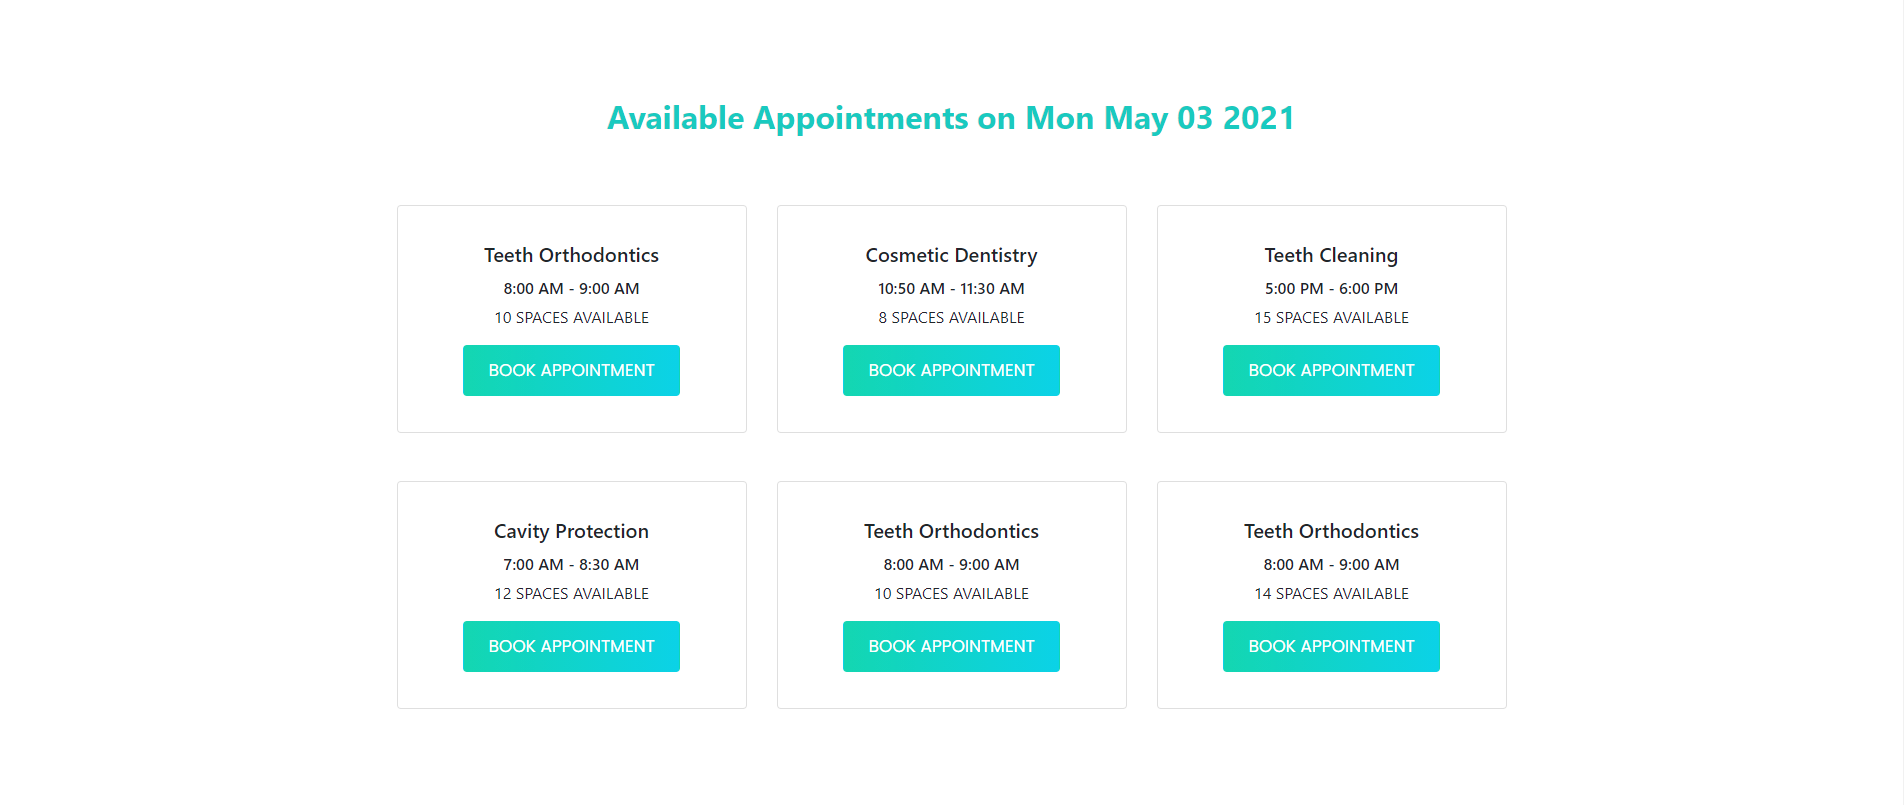 Available Appointments on Mon May 03 2021
Teeth Orthodontics
8:00 AM - 9:00 AM
10 SPACES AVAILABLE
BOOK APPOINTMENT
Cosmetic Dentistry
10:50 AM - 11:30 AM
8 SPACES AVAILABLE
BOOK APPOINTMENT
Teeth Cleaning
5:00 PM - 6:00 PM
15 SPACES AVAILABLE
BOOK APPOINTMENT
Cavity Protection
7:00 AM - 8:30 AM
12 SPACES AVAILABLE
BOOK APPOINTMENT
Teeth Orthodontics
8:00 AM - 9:00 AM
10 SPACES AVAILABLE
BOOK APPOINTMENT
Teeth Orthodontics
8:00 AM - 9:00 AM
14 SPACES AVAILABLE
BOOK APPOINTMENT